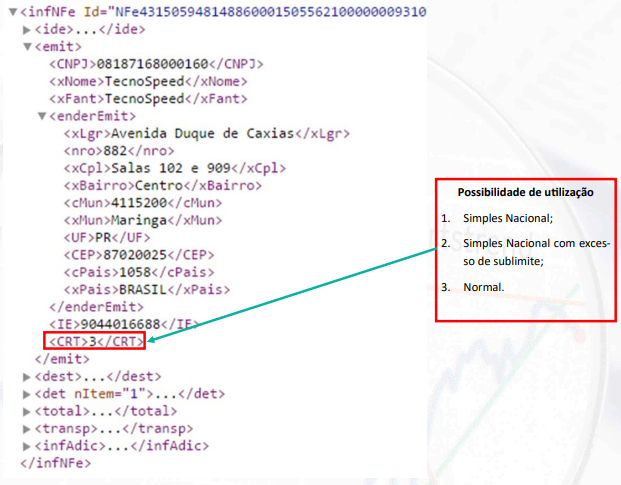 ▼<infNFe Id="NFe431505948148860001505562100000009310
▶<ide>...</ide>
▼<emit>
<CNPJ>08187168000160</CNPJ>
<xNome>TecnoSpeed</xNome>
<xFant>TecnoSpeed</xFant>
▼<enderEmit>
<xLgr>Avenida Duque de Caxias</xLgr>
<nro>882</nro>
<xCpl>Salas 102 e 909</xCpl>
<xBairro>Centro</xBairro>
<cMun>4115200</cMun>
<xMun>Maringa</xMun>
<UF>PR</UF>
<CEP>87020025</CEP>
<cPais>1058</cPais>
<xPais>BRASIL</xPais>
</enderEmit>
<IE>9044016688</IE>
<CRT>3</CRT>
</emit>
▶<dest>...</dest>
▶<det nItem="1">...</det>
▶<total>...</total>
▶<transp>...</transp>
▶<infAdic>...</infAdic>
</infNFe>
Possibilidade de utilização
1. Simples Nacional;
2. Simples Nacional com exces-
so de sublimite;
3. Normal.